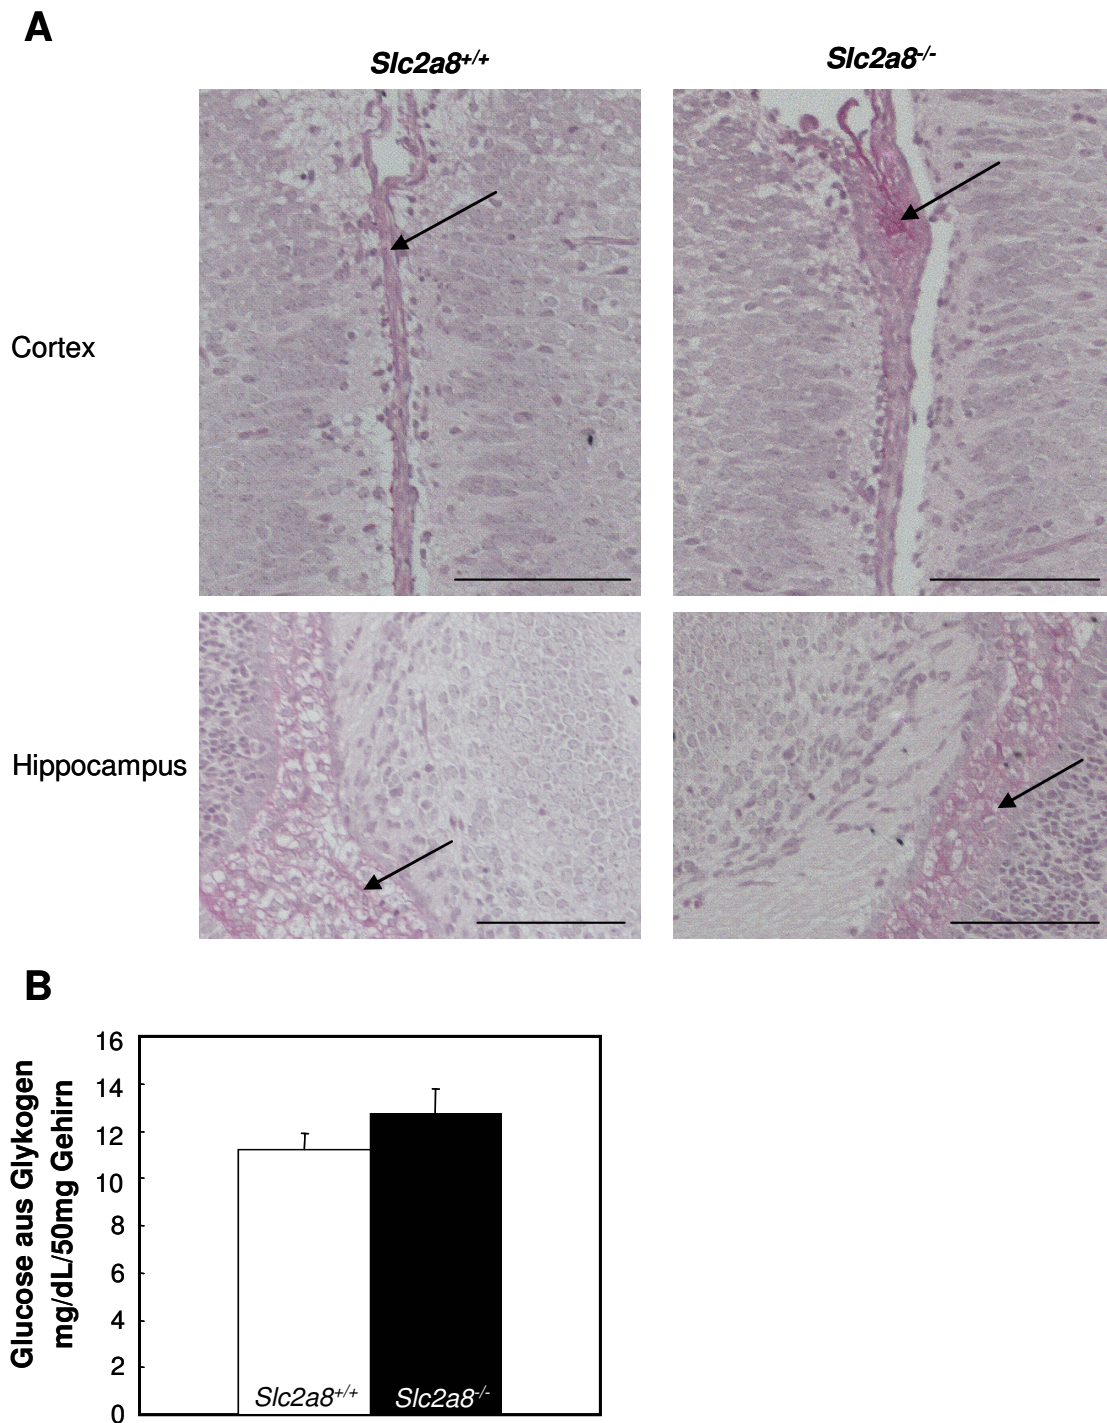 A
Slc2a8+/+
Slc2a8-/-
Cortex
Hippocampus
B
Glucose aus Glykogen
mg/dL/50mg Gehirn
16
14
12
10
8
6
4
2
0
Slc2a8+/+
Slc2a8-/-